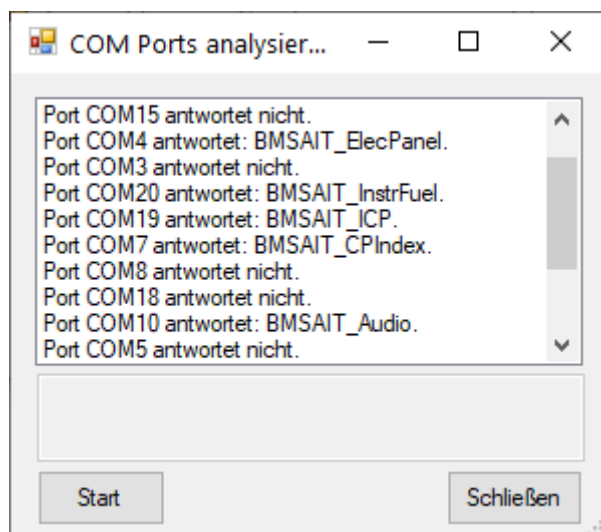 COM Ports analysier...
Port COM15 antwortet nicht.
Port COM4 antwortet: BMSAIT_ElecPanel.
Port COM3 antwortet nicht.
Port COM20 antwortet: BMSAIT_InstrFuel.
Port COM19 antwortet: BMSAIT_ICP.
Port COM7 antwortet: BMSAIT_CPIndex.
Port COM8 antwortet nicht.
Port COM18 antwortet nicht.
Port COM10 antwortet: BMSAIT_Audio.
Port COM5 antwortet nicht.
Start
Schließen